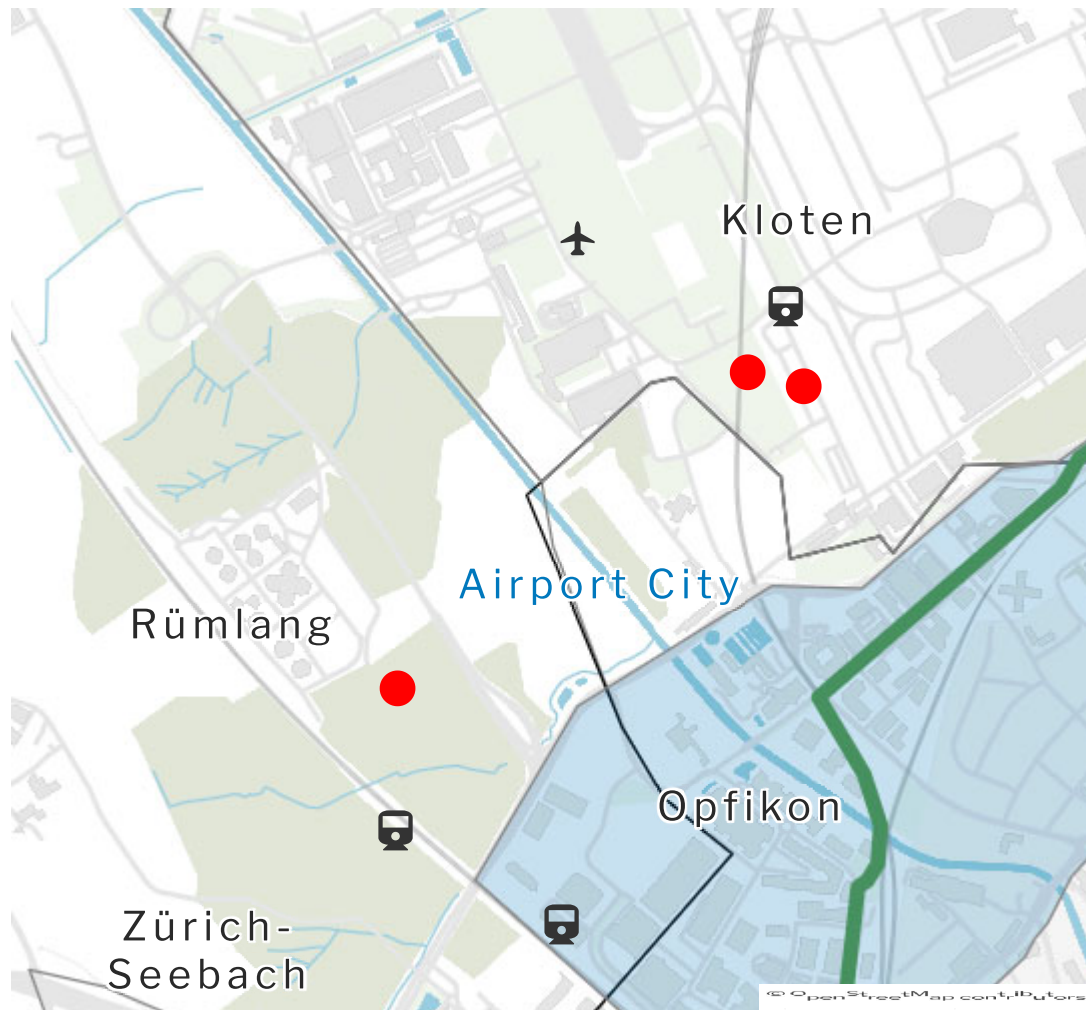 Kloten
Airport City
Rümlang
Opfikon
Zürich-
Seebach
© OpenStreetMap contributors